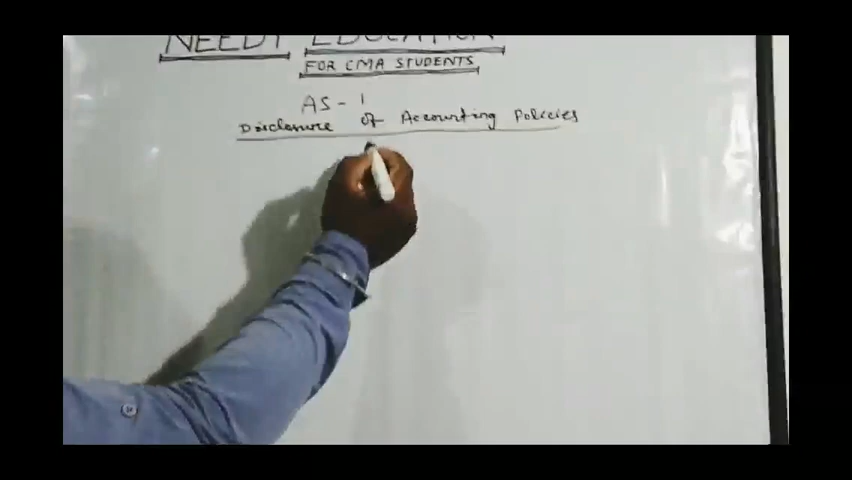 NEEDY EDUCATION
FOR CMA STUDENTS
AS - 1
Disclosure of Accounting Policies